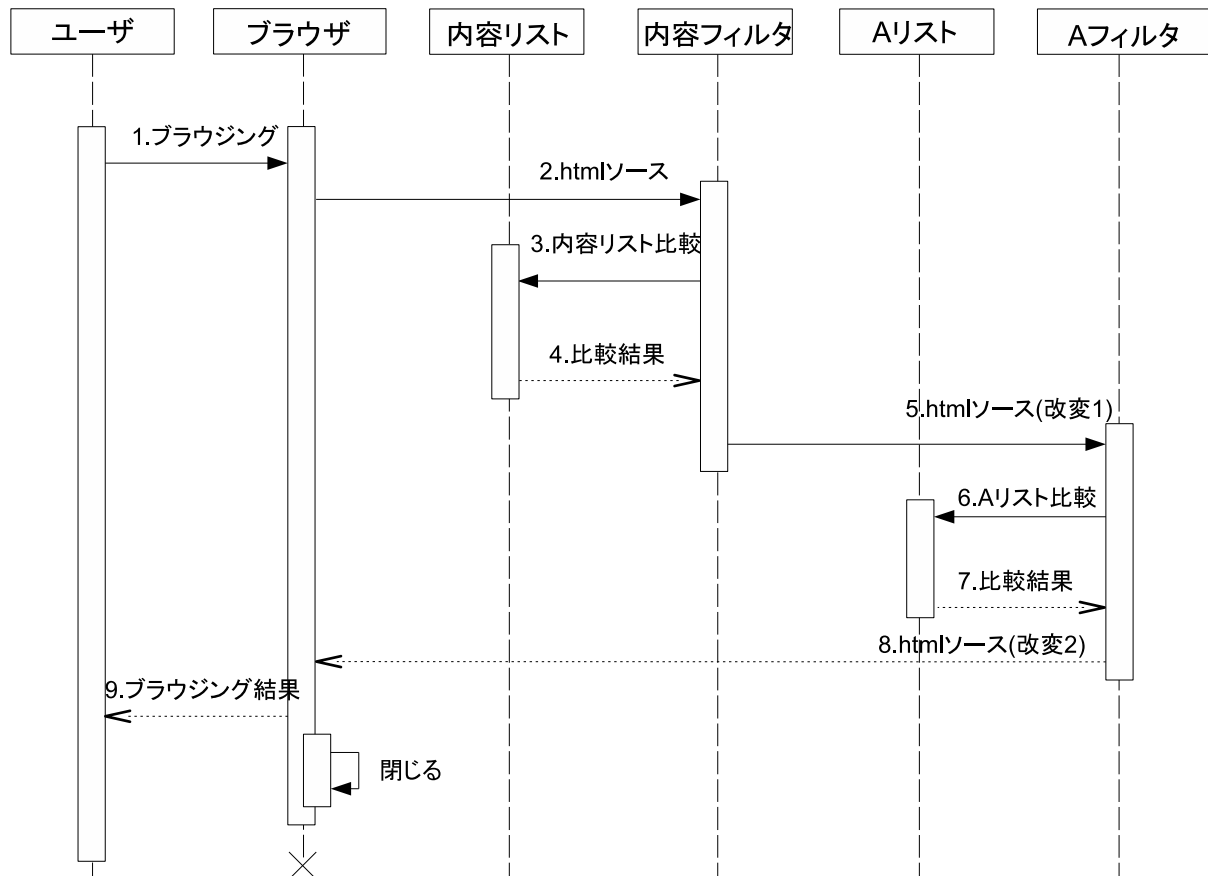 ユーザ
ブラウザ
内容リスト
内容フィルタ
Aリスト
Aフィルタ
1.ブラウジング
2.htmlソース
3.内容リスト比較
4.比較結果
5.htmlソース(改変1)
6.Aリスト比較
7.比較結果
8.htmlソース(改変2)
9.ブラウジング結果
閉じる